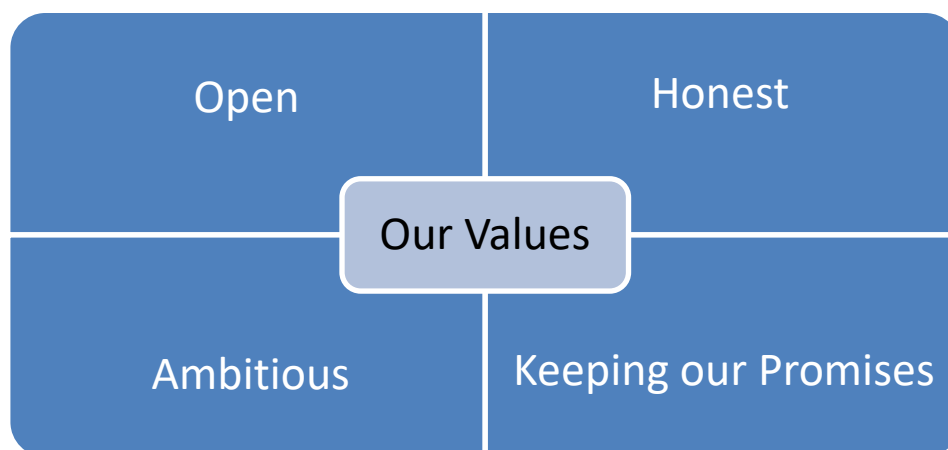 Open
Honest
Our Values
Ambitious
Keeping our Promises